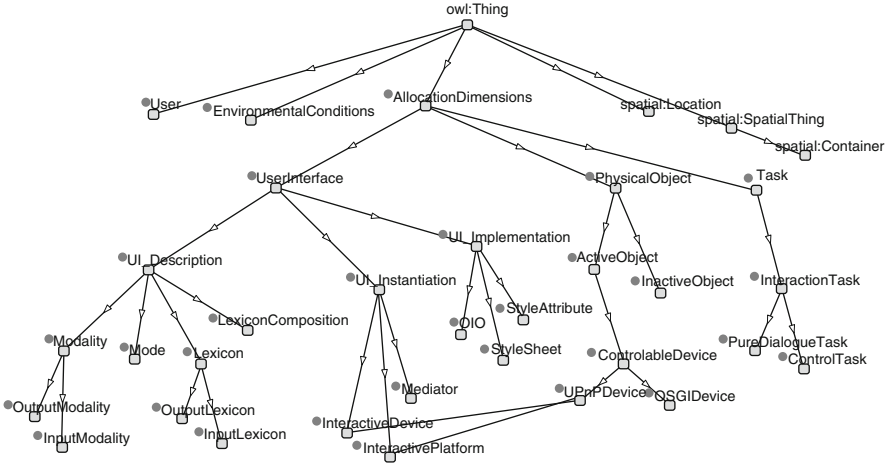 owl:Thing
User
EnvironmentalConditions
AllocationDimensions
spatial:Location
spatial:SpatialThing
spatial:Container
UserInterface
PhysicalObject
Task
UI_Description
UI_Instantiation
UI_Implementation
ActiveObject
InactiveObject
InteractionTask
LexiconComposition
OIO
StyleAttribute
Modality
Mode
Lexicon
StyleSheet
ControlableDevice
PureDialogueTask
ControlTask
Mediator
UPnPDevice
OSGIDevice
OutputModality
OutputLexicon
InputModality
InputLexicon
InteractiveDevice
InteractivePlatform